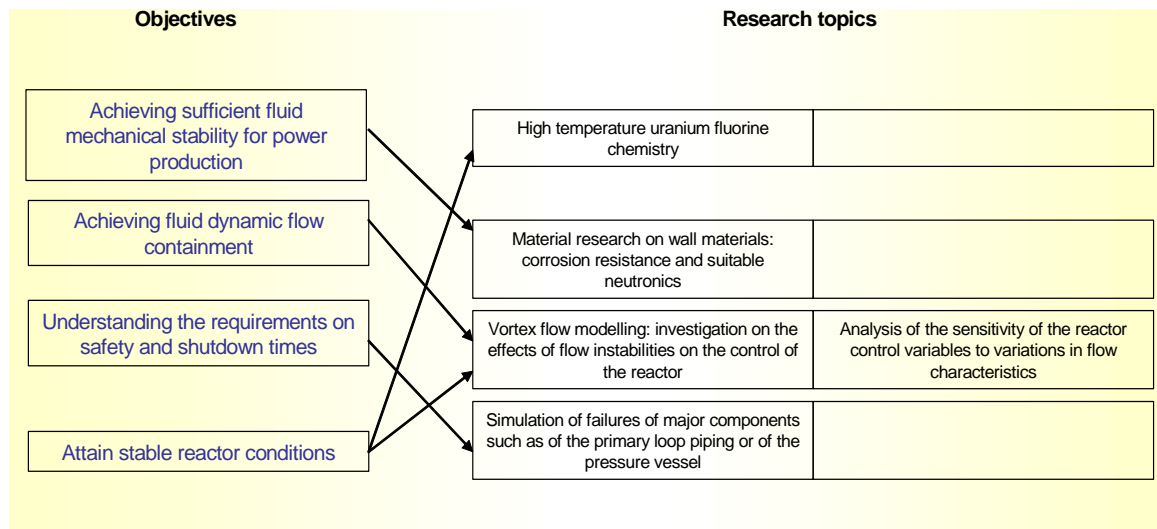 Objectives
Research topics
Achieving sufficient fluid
mechanical stability for power
production
High temperature uranium fluorine
chemistry
Achieving fluid dynamic flow
containment
Material research on wall materials:
corrosion resistance and suitable
neutronics
Understanding the requirements on
safety and shutdown times
Vortex flow modelling: investigation on the
effects of flow instabilities on the control of
the reactor
Analysis of the sensitivity of the reactor
control variables to variations in flow
characteristics
Attain stable reactor conditions
Simulation of failures of major components
such as of the primary loop piping or of the
pressure vessel